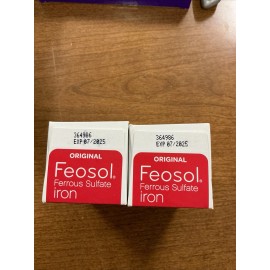 364986
EXP 07/2025
ORIGINAL
Feosol®
Ferrous Sulfate
iron
364986
EXP 07/2025
ORIGINAL
Feosol®
Ferrous Sulfate
iron